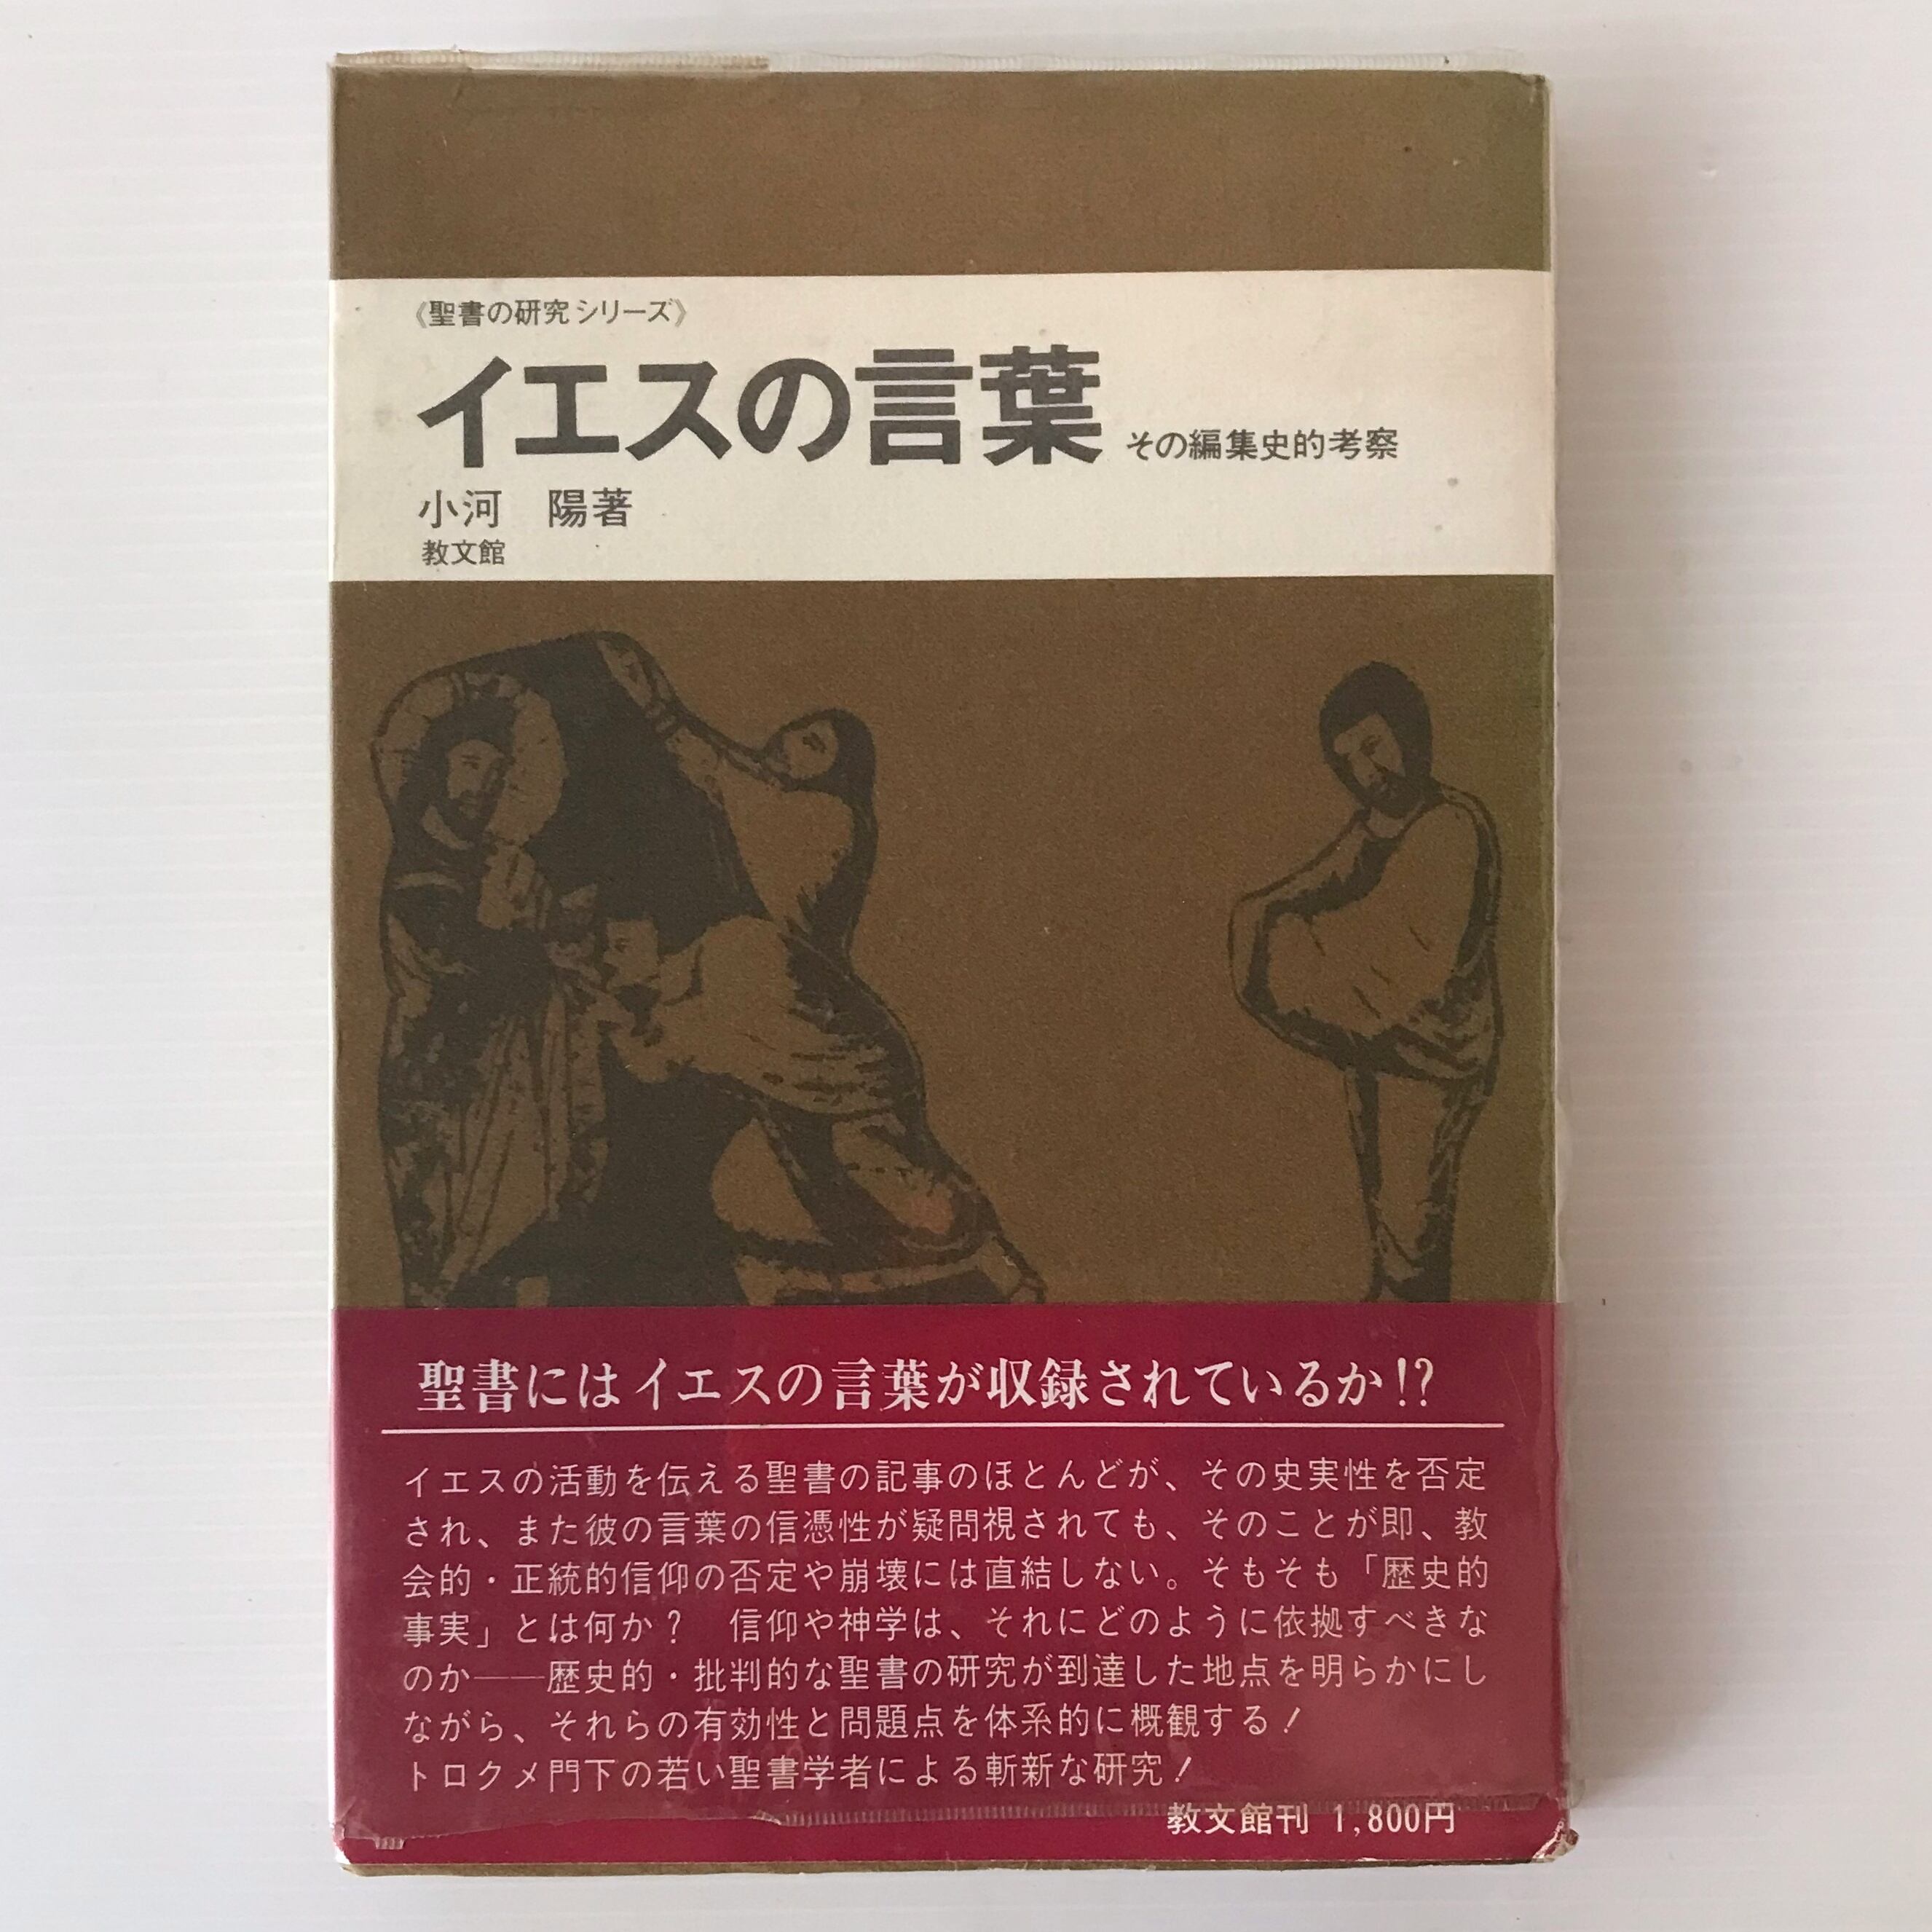 《聖書の研究シリーズ》
イエスの言葉 その編集史的考察
小河 陽著
教文館
聖書にはイエスの言葉が収録されているか!?
イエスの活動を伝える聖書の記事のほとんどが、その史実性を否定
され、また彼の言葉の信憑性が疑問視されても、そのことが即、教
会的・正統的信仰の否定や崩壊には直結しない。そもそも「歴史的
事実」とは何か? 信仰や神学は、それにどのように依拠すべきな
のか──歴史的・批判的な聖書の研究が到達した地点を明らかにし
ながら、それらの有効性と問題点を体系的に概観する!
トロクメ門下の若い聖書学者による斬新な研究!
教文館刊 1,800円